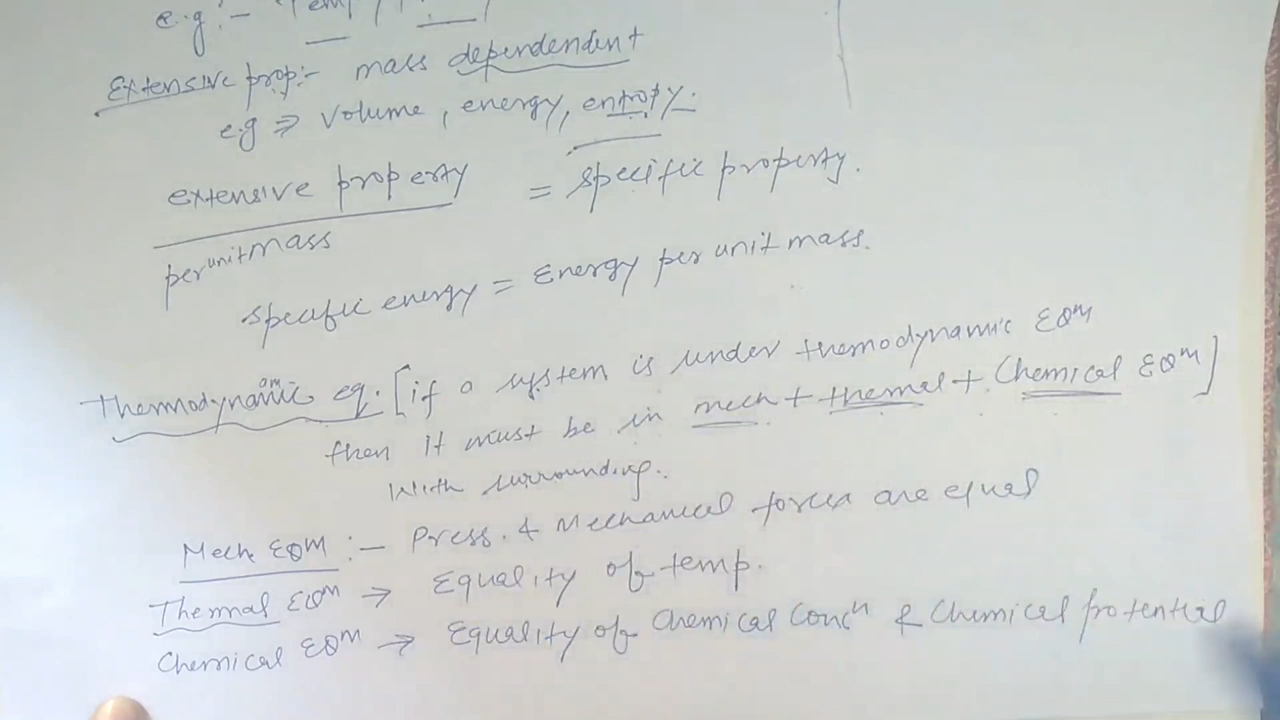 e.g :- Temp,
Extensive prop:- mass dependendent
e.g ⇒ volume, energy, entropy.
extensive property = specific property.
per unit mass
specific energy = Energy per unit mass.
Thermodynamic eq. [if a system is under themodynamic EQᵐ
then it must be in mech + themal + Chemical EQᵐ]
with surrounding.
Mech EQᵐ :- Press. & Mechanical forces are equal
Thermal EQᵐ → Equality of temp.
Chemical EQᵐ → Equality of Chemical Concⁿ & Chemical potential